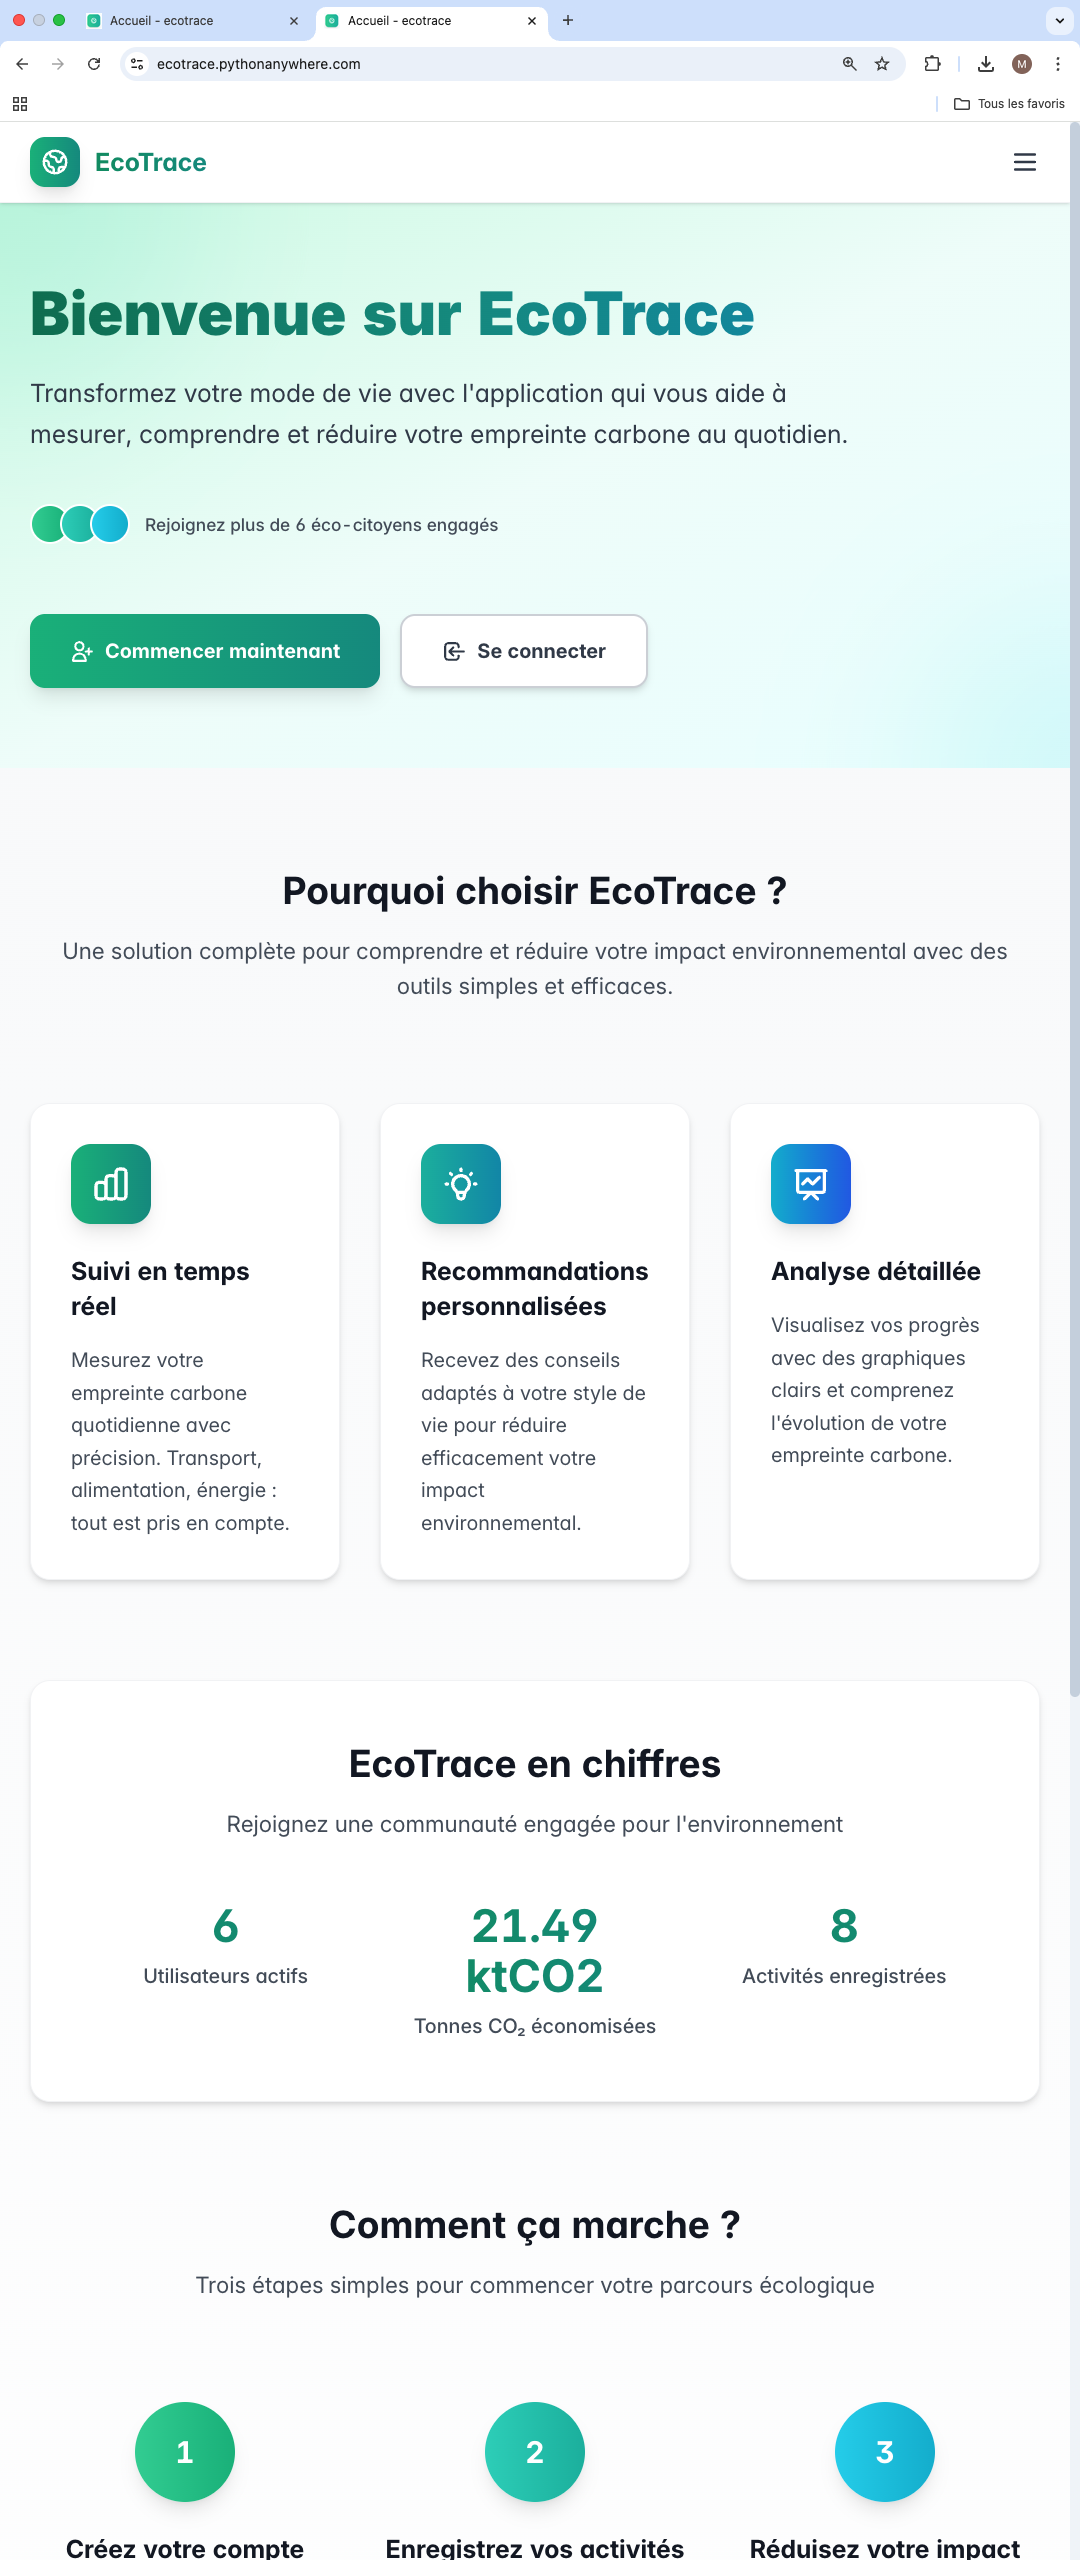 Accueil - ecotrace
Accueil - ecotrace
ecotrace.pythonanywhere.com
M
Tous les favoris
EcoTrace
Bienvenue sur EcoTrace
Transformez votre mode de vie avec l'application qui vous aide à
mesurer, comprendre et réduire votre empreinte carbone au quotidien.
Rejoignez plus de 6 éco-citoyens engagés
Commencer maintenant
Se connecter
Pourquoi choisir EcoTrace ?
Une solution complète pour comprendre et réduire votre impact environnemental avec des
outils simples et efficaces.
Suivi en temps
réel
Mesurez votre
empreinte carbone
quotidienne avec
précision. Transport,
alimentation, énergie :
tout est pris en compte.
Recommandations
personnalisées
Recevez des conseils
adaptés à votre style de
vie pour réduire
efficacement votre
impact
environnemental.
Analyse détaillée
Visualisez vos progrès
avec des graphiques
clairs et comprenez
l'évolution de votre
empreinte carbone.
EcoTrace en chiffres
Rejoignez une communauté engagée pour l'environnement
6
Utilisateurs actifs
21.49
ktCO2
Tonnes CO₂ économisées
8
Activités enregistrées
Comment ça marche ?
Trois étapes simples pour commencer votre parcours écologique
1
Créez votre compte
2
Enregistrez vos activités
3
Réduisez votre impact